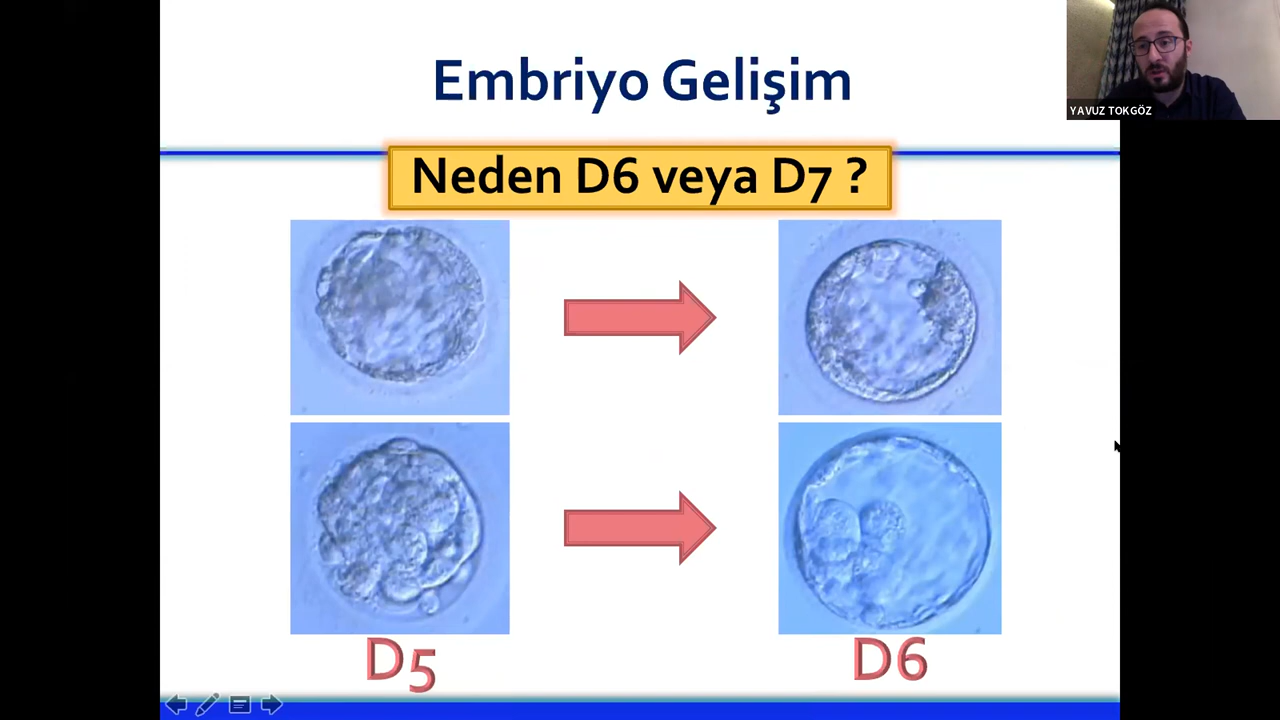 Embriyo Gelişim
YAVUZ TOKGÖZ
Neden D6 veya D7 ?
D5
D6